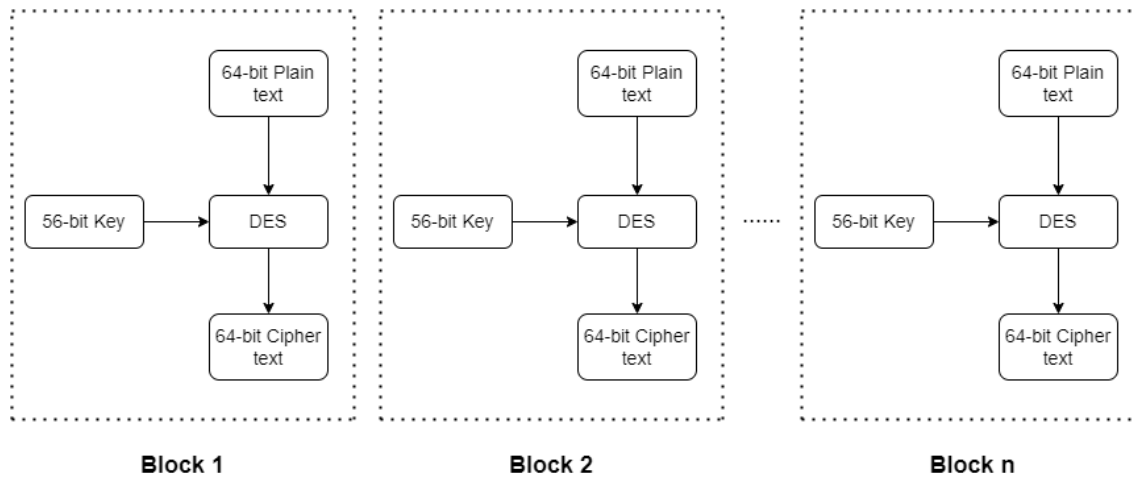 64-bit Plain
text
64-bit Plain
text
64-bit Plain
text
56-bit Key
DES
56-bit Key
DES
......
56-bit Key
DES
64-bit Cipher
text
64-bit Cipher
text
64-bit Cipher
text
Block 1
Block 2
Block n